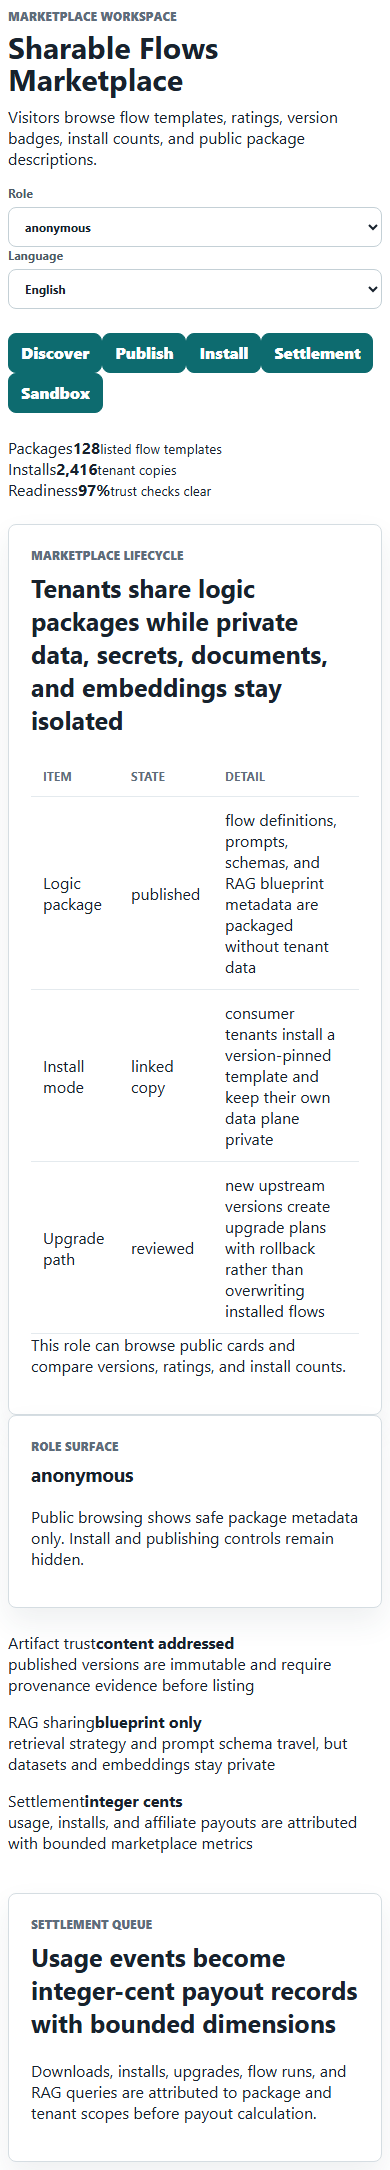 MARKETPLACE WORKSPACE
Sharable Flows
Marketplace
Visitors browse flow templates, ratings, version
badges, install counts, and public package
descriptions.
Role
anonymous
Language
English
Discover Publish Install Settlement
Sandbox
Packages128listed flow templates
Installs2,416tenant copies
Readiness97%trust checks clear
MARKETPLACE LIFECYCLE
Tenants share logic
packages while private
data, secrets, documents,
and embeddings stay
isolated
ITEM STATE DETAIL
Logic
package
published
flow definitions,
prompts,
schemas, and
RAG blueprint
metadata are
packaged
without tenant
data
Install
mode
linked
copy
consumer
tenants install a
version-pinned
template and
keep their own
data plane
private
Upgrade
path
reviewed
new upstream
versions create
upgrade plans
with rollback
rather than
overwriting
installed flows
This role can browse public cards and
compare versions, ratings, and install counts.
ROLE SURFACE
anonymous
Public browsing shows safe package metadata
only. Install and publishing controls remain
hidden.
Artifact trustcontent addressed
published versions are immutable and require
provenance evidence before listing
RAG sharingblueprint only
retrieval strategy and prompt schema travel, but
datasets and embeddings stay private
Settlementinteger cents
usage, installs, and affiliate payouts are attributed
with bounded marketplace metrics
SETTLEMENT QUEUE
Usage events become
integer-cent payout records
with bounded dimensions
Downloads, installs, upgrades, flow runs, and
RAG queries are attributed to package and
tenant scopes before payout calculation.